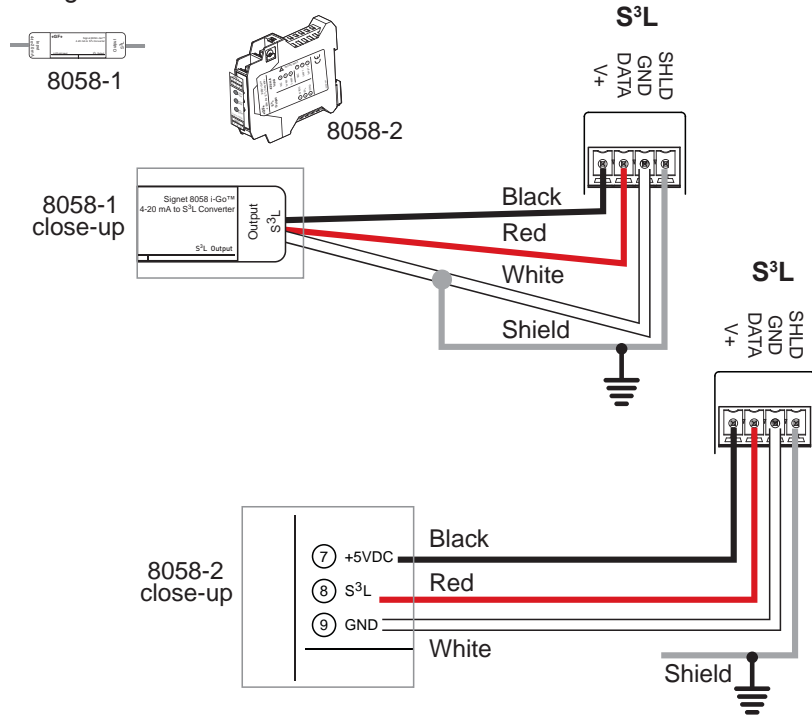 S³L
V+
DATA
GND
SHLD
8058-1
8058-2
8058-1
close-up
Signet 8058 i-Go™
4-20 mA to S³L Converter
S³L Output
Output
S³L
Black
Red
White
Shield
S³L
V+
DATA
GND
SHLD
8058-2
close-up
7 +5VDC
8 S³L
9 GND
Black
Red
White
Shield